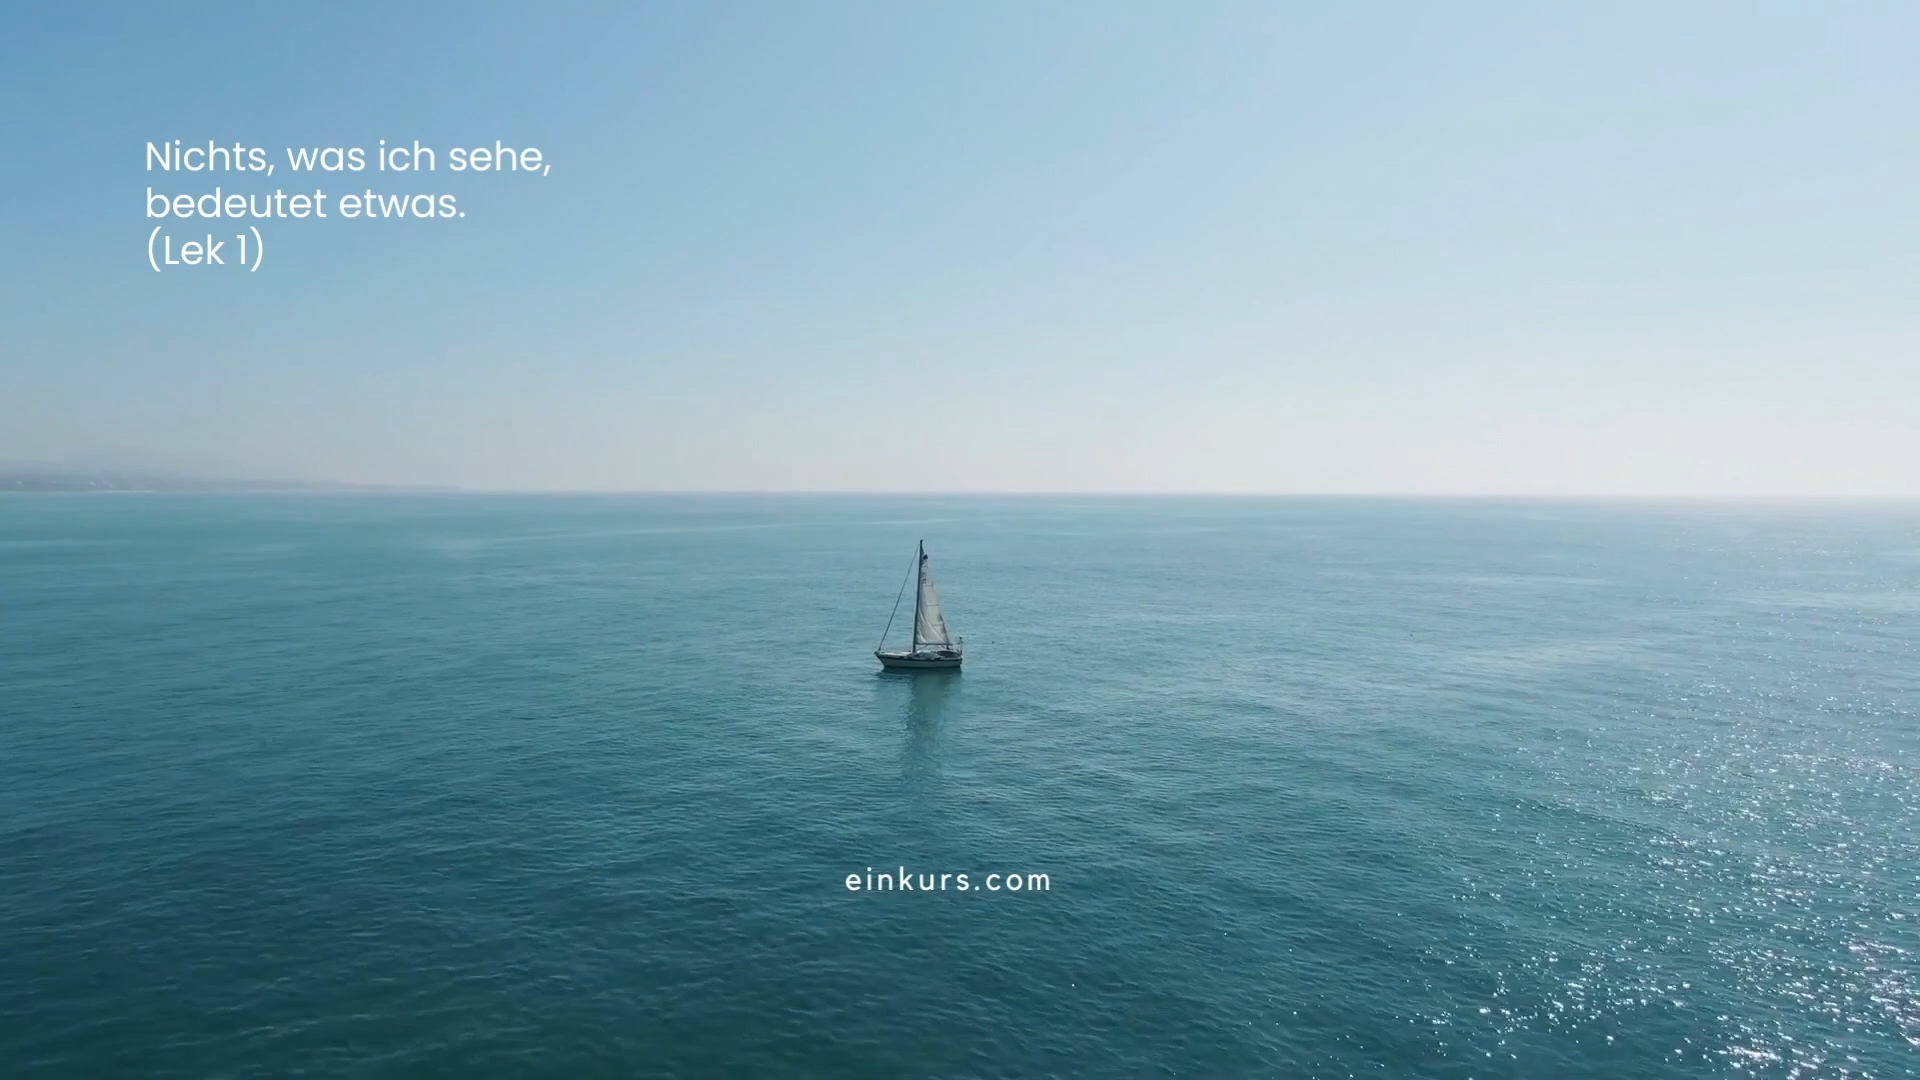 Nichts, was ich sehe,
bedeutet etwas.
(Lek 1)
einkurs.com